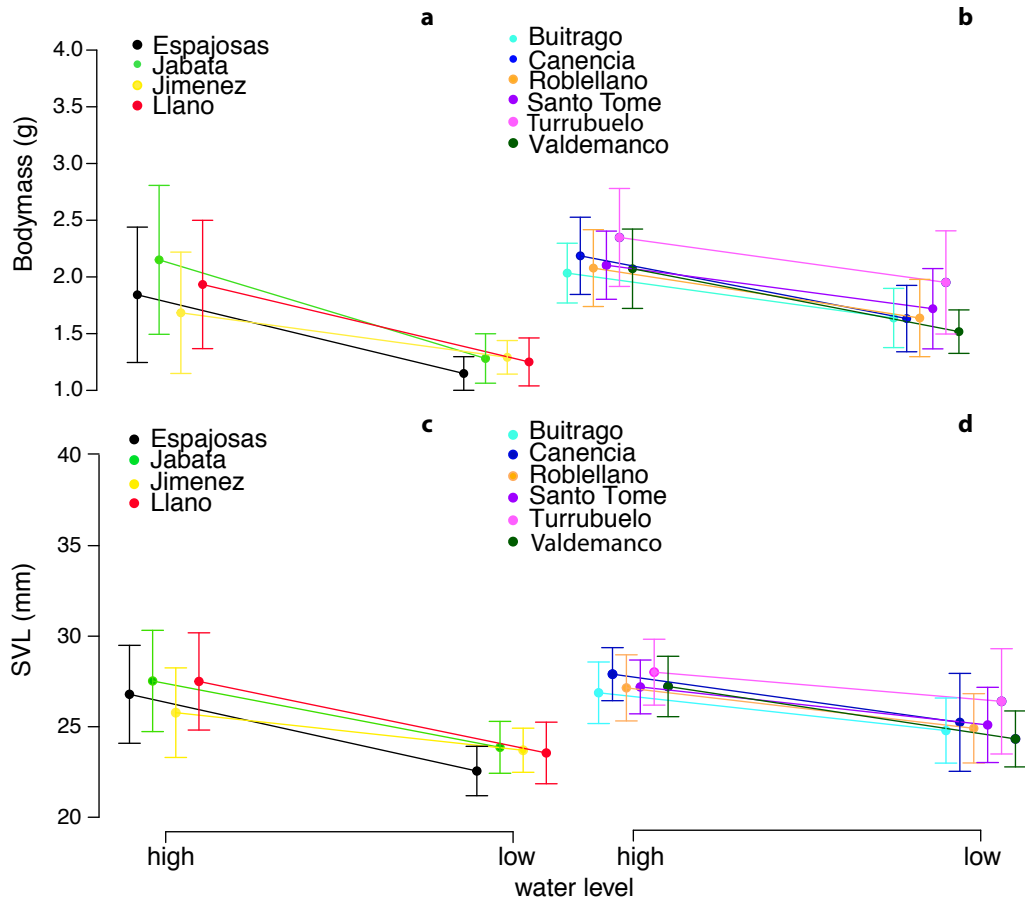 a
b
Espajosas
Jabata
Jimenez
Llano
Buitrago
Canencia
Roblellano
Santo Tome
Turrubuelo
Valdemanco
Bodymass (g)
4.0
3.5
3.0
2.5
2.0
1.5
1.0
c
d
Espajosas
Jabata
Jimenez
Llano
Buitrago
Canencia
Roblellano
Santo Tome
Turrubuelo
Valdemanco
SVL (mm)
40
35
30
25
20
high
low
high
low
water level